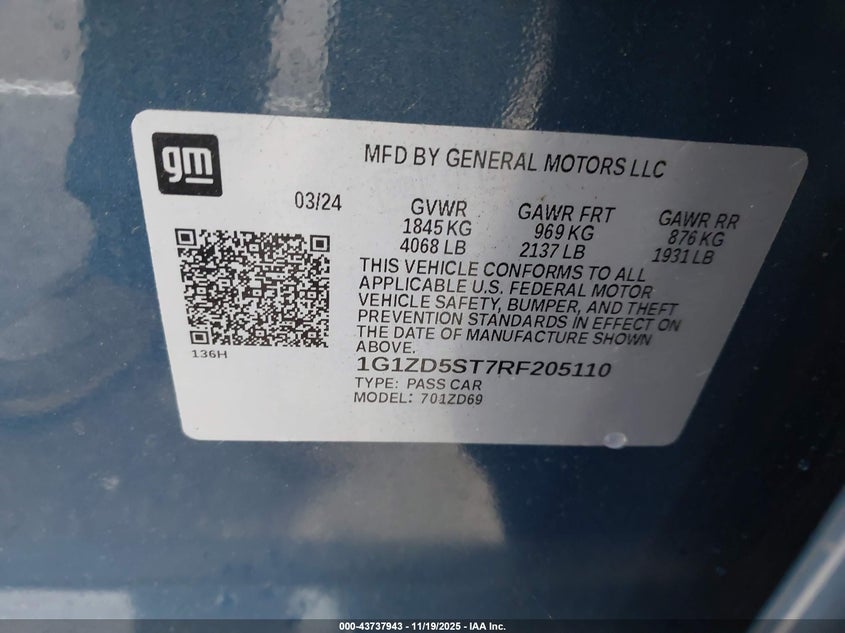 gm
MFD BY GENERAL MOTORS LLC
03/24
GVWR GAWR FRT GAWR RR
1845 KG 969 KG 876 KG
4068 LB 2137 LB 1931 LB
THIS VEHICLE CONFORMS TO ALL
APPLICABLE U.S. FEDERAL MOTOR
VEHICLE SAFETY, BUMPER, AND THEFT
PREVENTION STANDARDS IN EFFECT ON
THE DATE OF MANUFACTURE SHOWN
ABOVE.
136H
1G1ZD5ST7RF205110
TYPE: PASS CAR
MODEL: 701ZD69
000-43737943 - 11/19/2025 - IAA Inc.